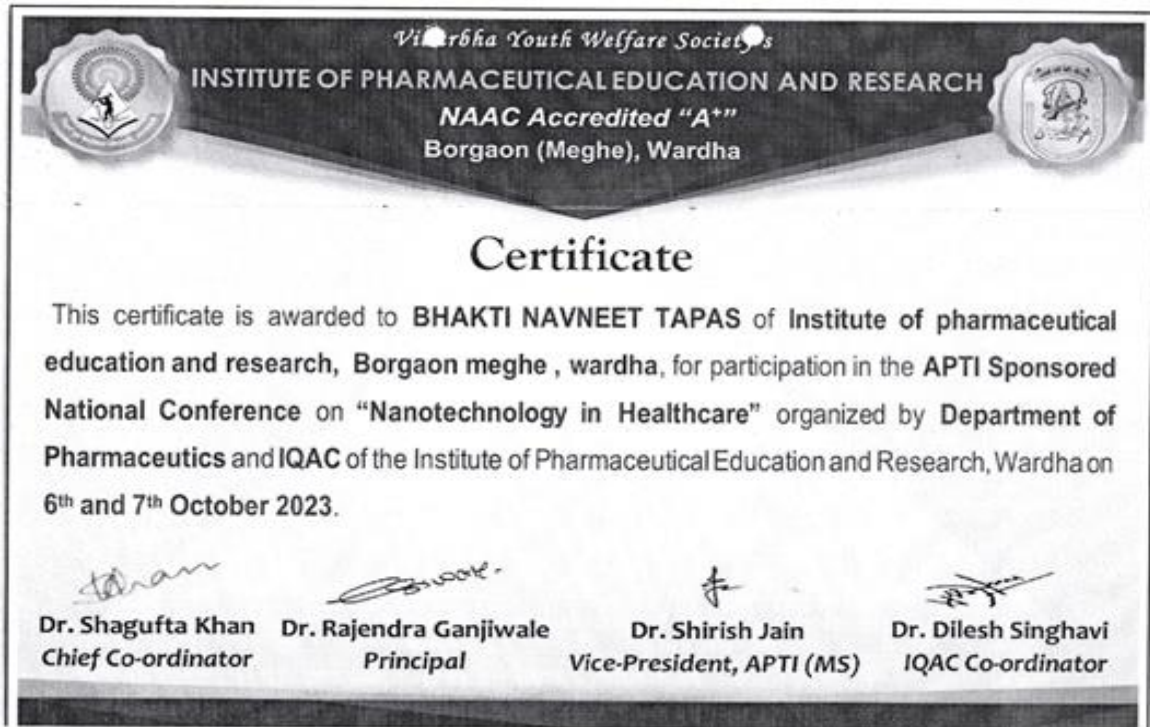 Youth Welfare Society's
INSTITUTE OF PHARMACEUTICAL EDUCATION AND RESEARCH
NAAC Accredited “A⁺”
Borgaon (Meghe), Wardha
Certificate
This certificate is awarded to BHAKTI NAVNEET TAPAS of Institute of pharmaceutical
education and research, Borgaon meghe , wardha, for participation in the APTI Sponsored
National Conference on “Nanotechnology in Healthcare” organized by Department of
Pharmaceutics and IQAC of the Institute of Pharmaceutical Education and Research, Wardha on
6th and 7th October 2023.
Dr. Shagufta Khan Dr. Rajendra Ganjiwale Dr. Shirish Jain Dr. Dilesh Singhavi
Chief Co-ordinator Principal Vice-President, APTI (MS) IQAC Co-ordinator